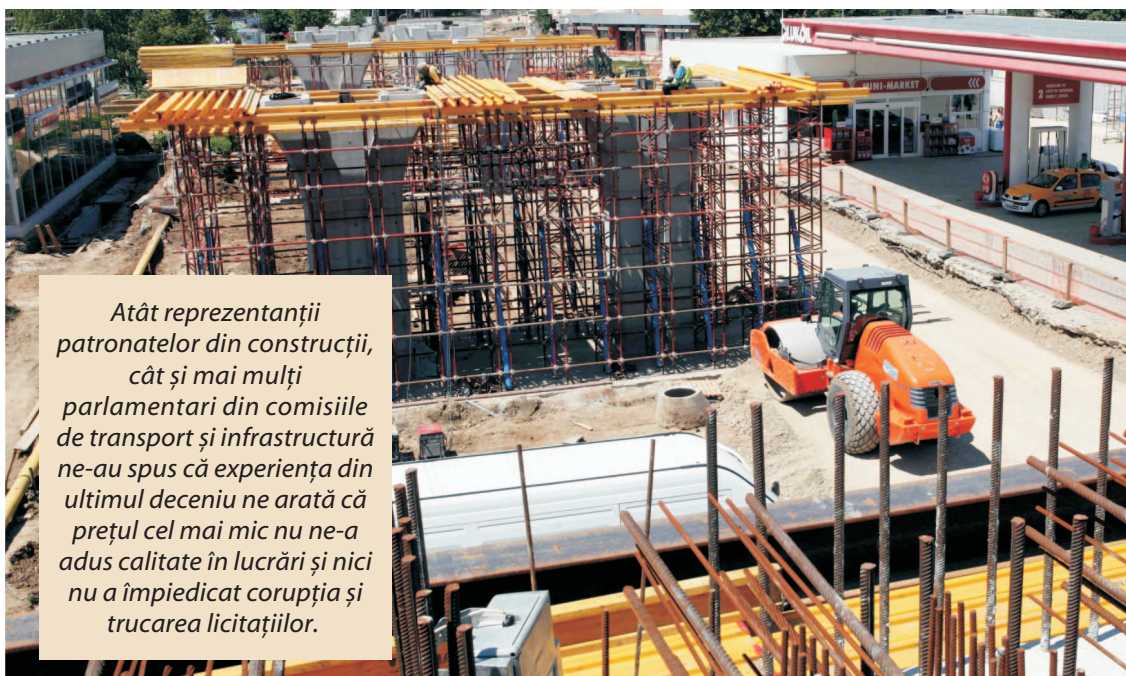 LUKOIL
MINI-MARKET
2
Atât reprezentanții
patronatelor din construcții,
cât și mai mulți
parlamentari din comisiile
de transport și infrastructură
ne-au spus că experiența din
ultimul deceniu ne arată că
prețul cel mai mic nu ne-a
adus calitate în lucrări și nici
nu a împiedicat corupția și
trucarea licitațiilor.